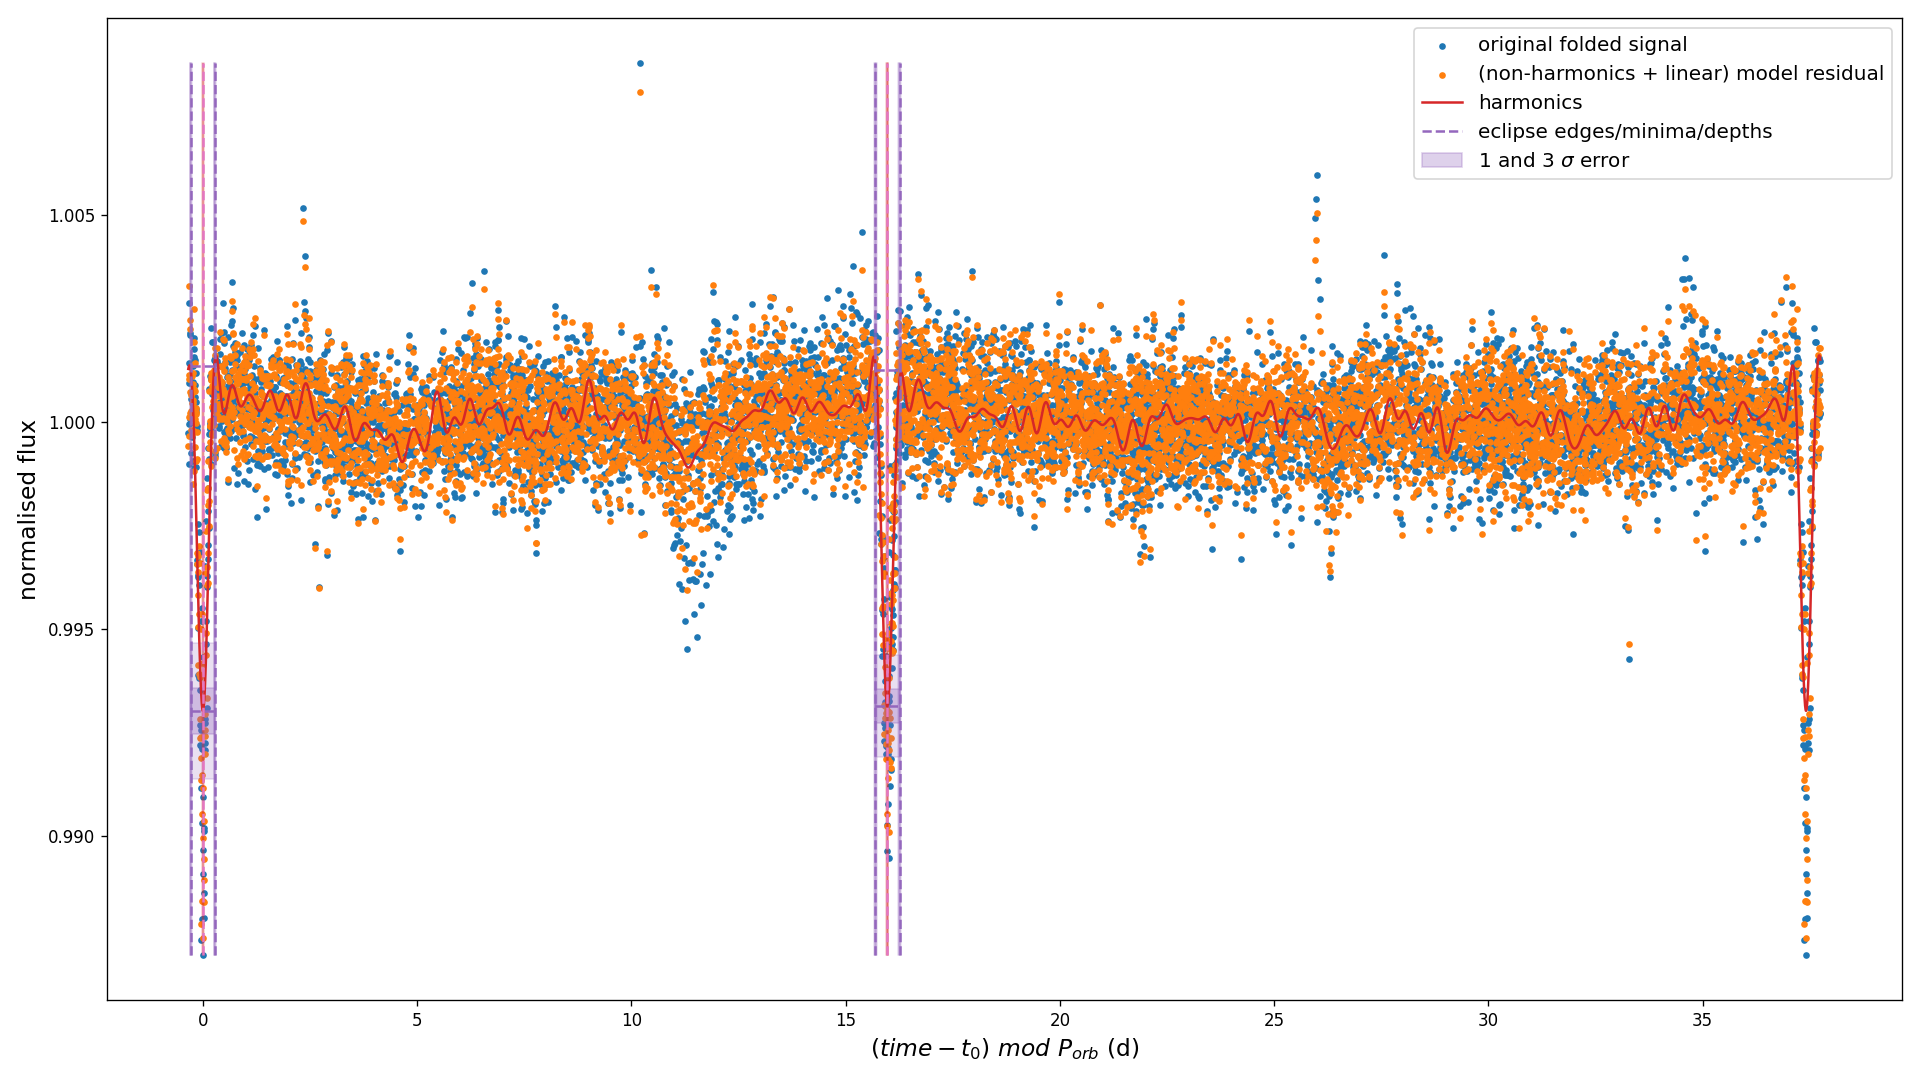 original folded signal
(non-harmonics + linear) model residual
harmonics
eclipse edges/minima/depths
1 and 3 σ error
normalised flux
1.005
1.000
0.995
0.990
0 5 10 15 20 25 30 35
(time − t₀) mod Pₒᵣb (d)